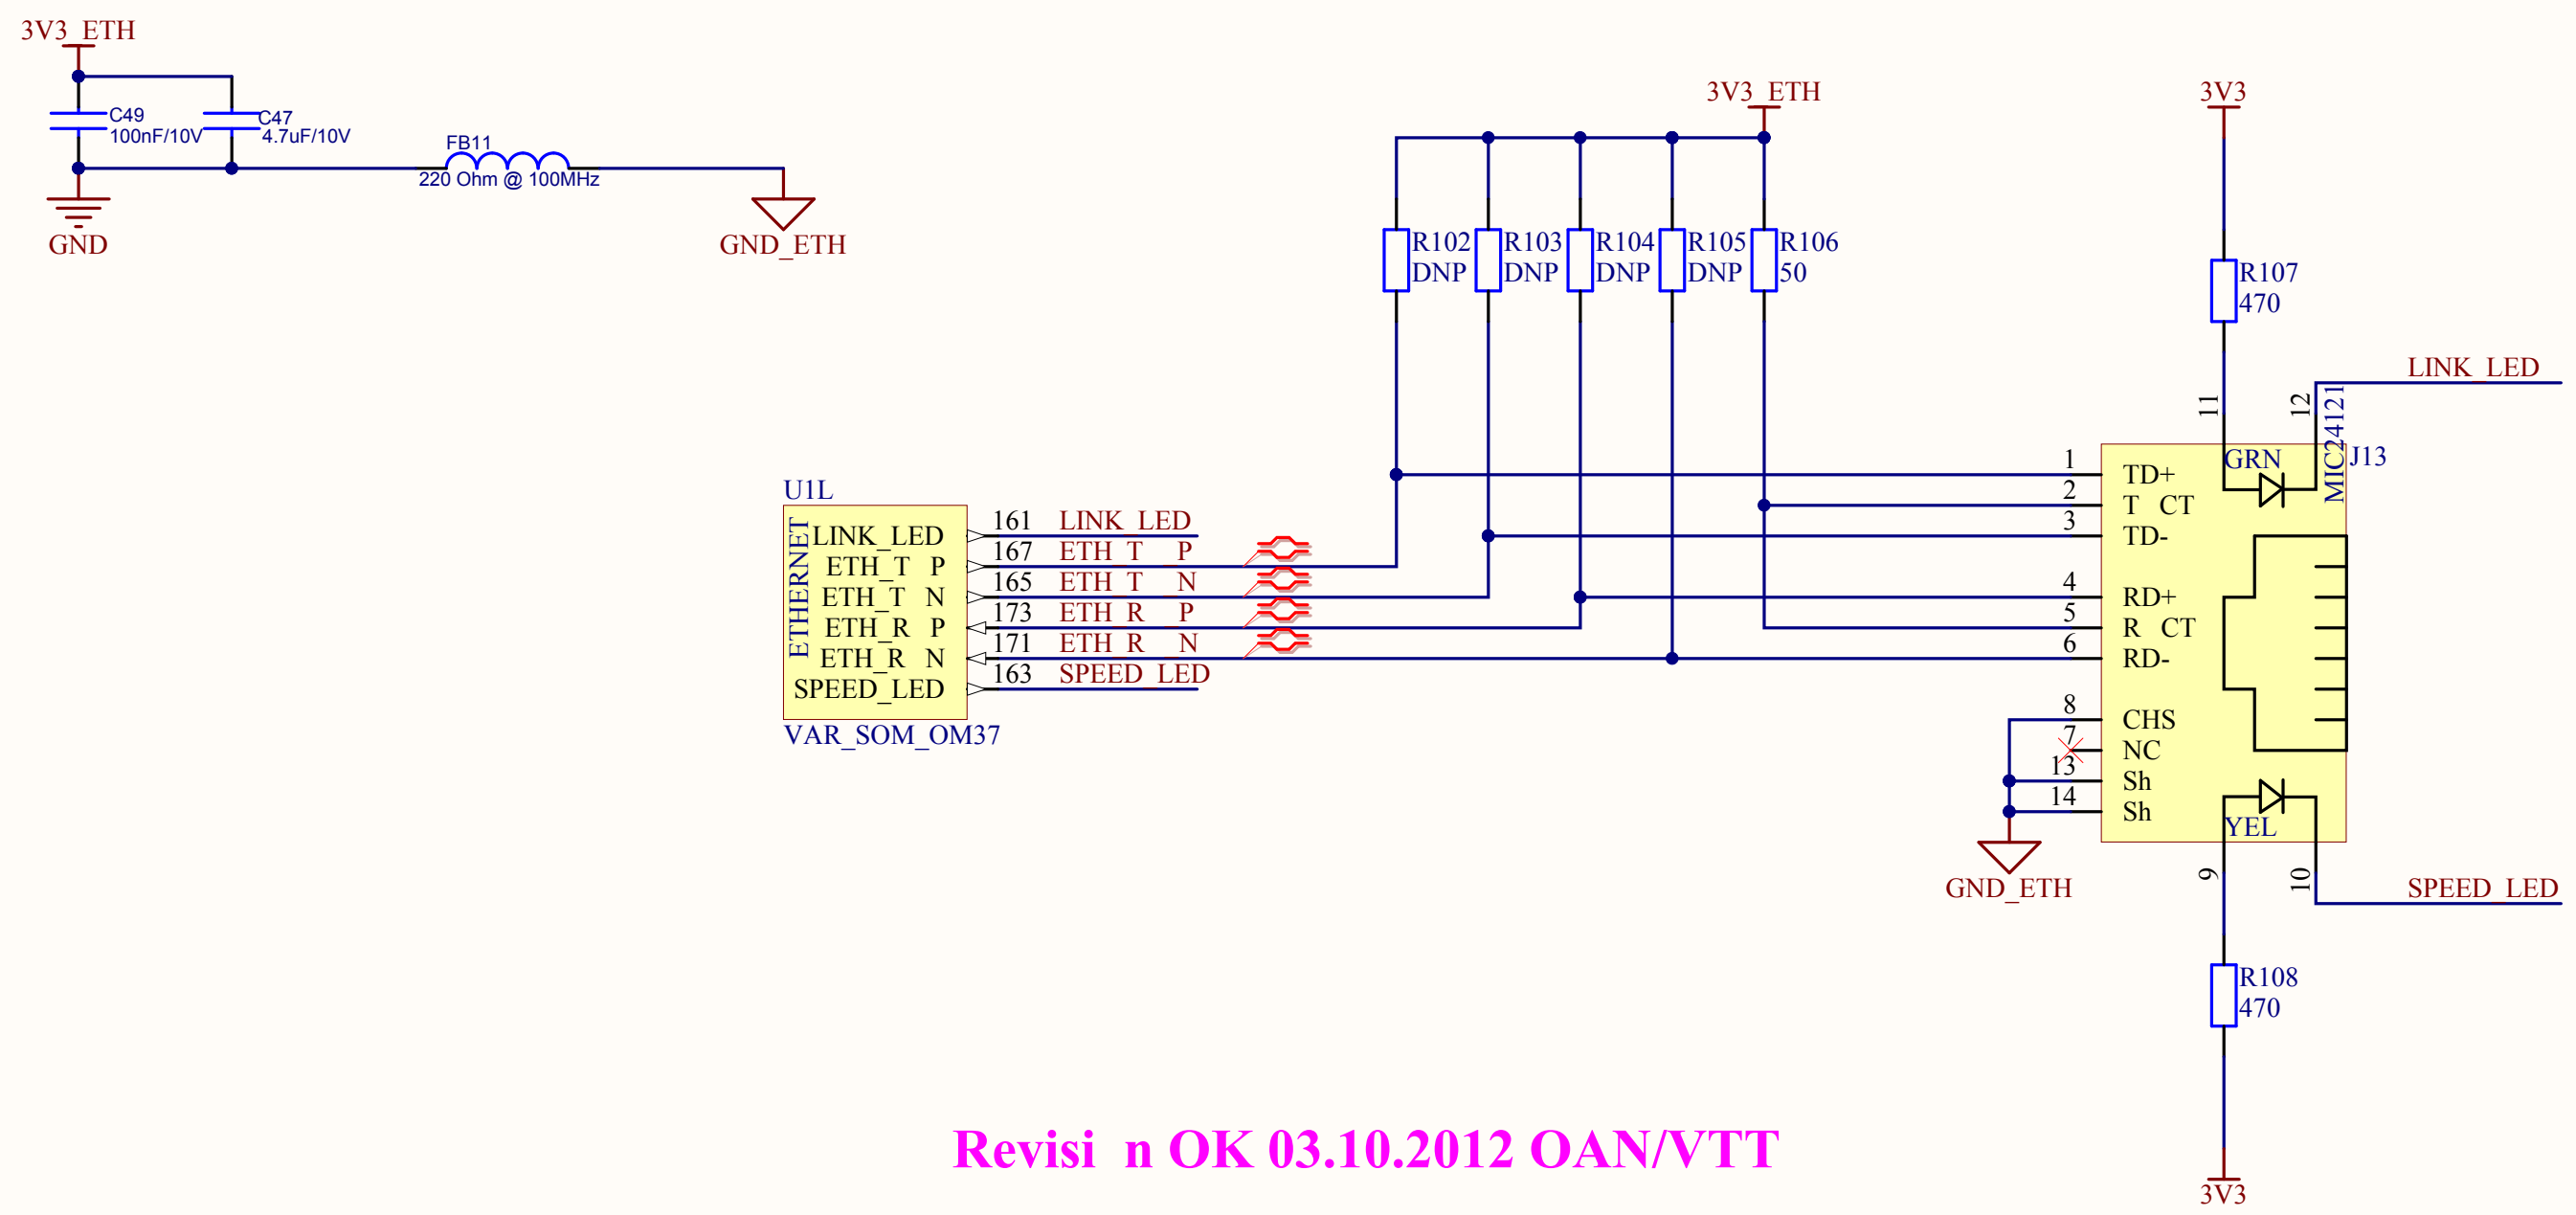 3V3_ETH
C49
100nF/10V
C47
4.7uF/10V
FB11
220 Ohm @ 100MHz
GND
GND_ETH
3V3_ETH
R102
DNP
R103
DNP
R104
DNP
R105
DNP
R106
50
3V3
R107
470
LINK_LED
11
12
MIC24121
J13
GRN
1 TD+
2 T CT
3 TD-
4 RD+
5 R CT
6 RD-
8 CHS
7 NC
13 Sh
14 Sh
YEL
GND_ETH
9
10
SPEED_LED
R108
470
3V3
U1L
ETHERNET
LINK_LED 161 LINK_LED
ETH_T P 167 ETH_T P
ETH_T N 165 ETH_T N
ETH_R P 173 ETH_R P
ETH_R N 171 ETH_R N
SPEED_LED 163 SPEED_LED
VAR_SOM_OM37
Revisi n OK 03.10.2012 OAN/VTT